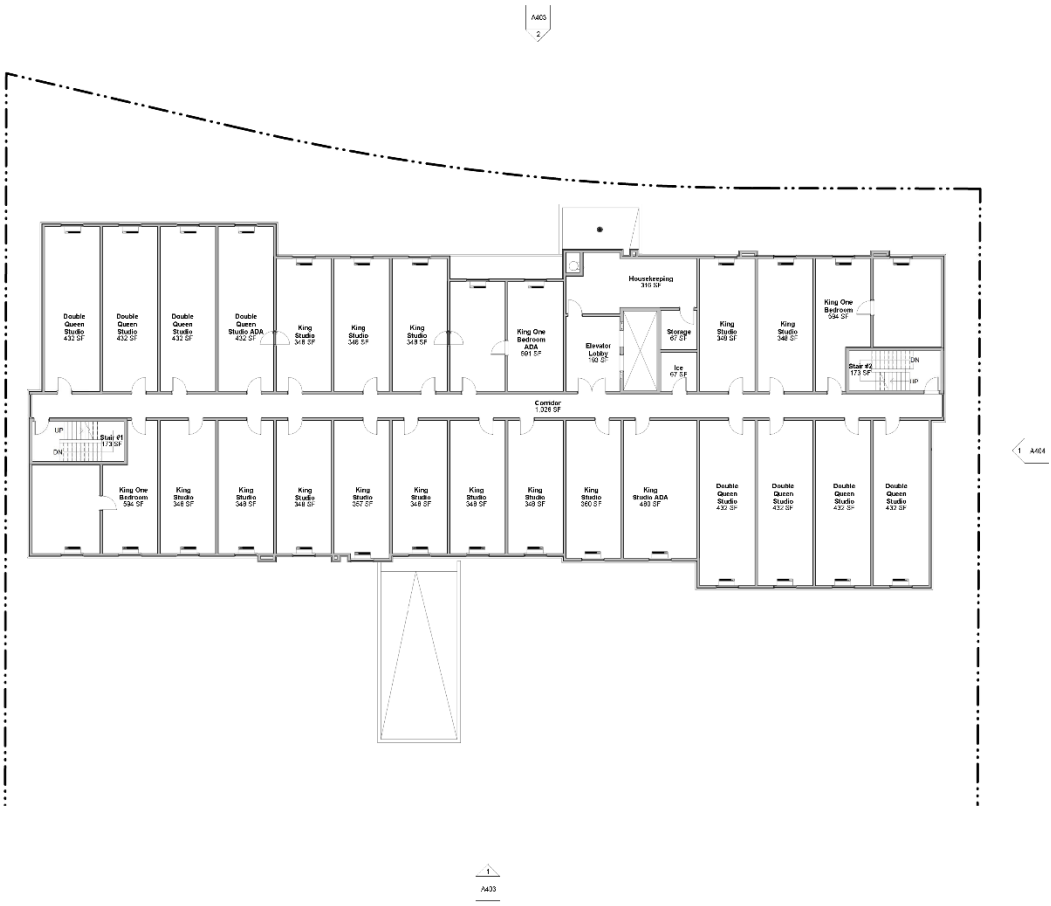 A403
2
Double
Queen
Studio
432 SF
Double
Queen
Studio
432 SF
Double
Queen
Studio
432 SF
Double
Queen
Studio ADA
432 SF
King
Studio
348 SF
King
Studio
348 SF
King
Studio
348 SF
King One
Bedroom
ADA
591 SF
Housekeeping
316 SF
Elevator
Lobby
193 SF
Storage
67 SF
Ice
67 SF
King
Studio
348 SF
King
Studio
348 SF
King One
Bedroom
594 SF
Stair #2
173 SF
DN
UP
Corridor
1,026 SF
UP
DN
Stair #1
173 SF
King One
Bedroom
594 SF
King
Studio
348 SF
King
Studio
348 SF
King
Studio
348 SF
King
Studio
357 SF
King
Studio
348 SF
King
Studio
348 SF
King
Studio
348 SF
King
Studio
360 SF
King
Studio ADA
469 SF
Double
Queen
Studio
432 SF
Double
Queen Studio
432 SF
Double
Queen Studio
432 SF
Double
Queen
Studio
432 SF
1 A404
1
A403